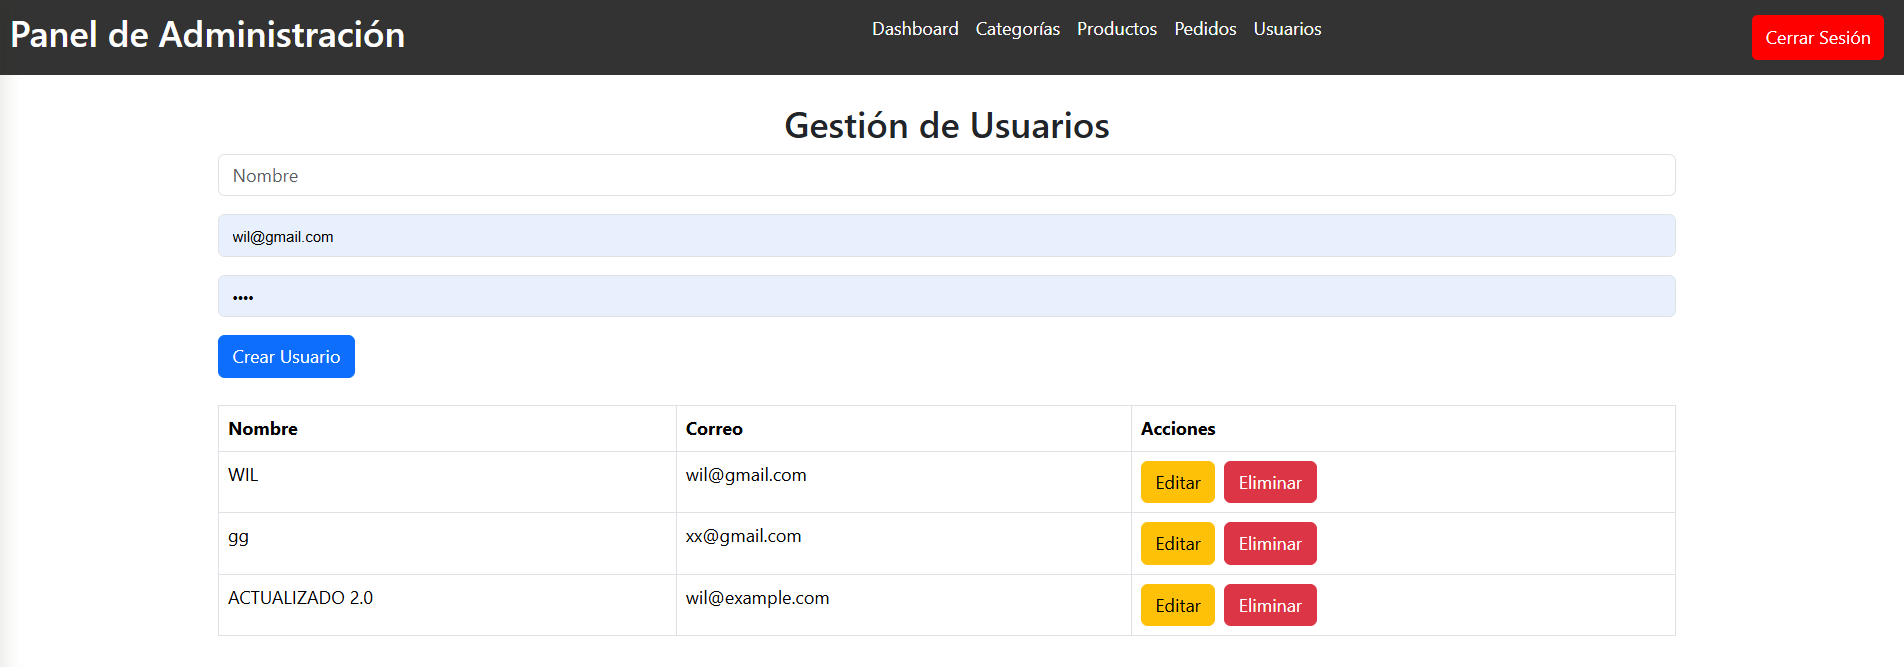 Panel de Administración
Dashboard Categorías Productos Pedidos Usuarios
Cerrar Sesión
Gestión de Usuarios
Nombre
wil@gmail.com
••••
Crear Usuario
Nombre Correo Acciones
WIL wil@gmail.com Editar Eliminar
gg xx@gmail.com Editar Eliminar
ACTUALIZADO 2.0 wil@example.com Editar Eliminar